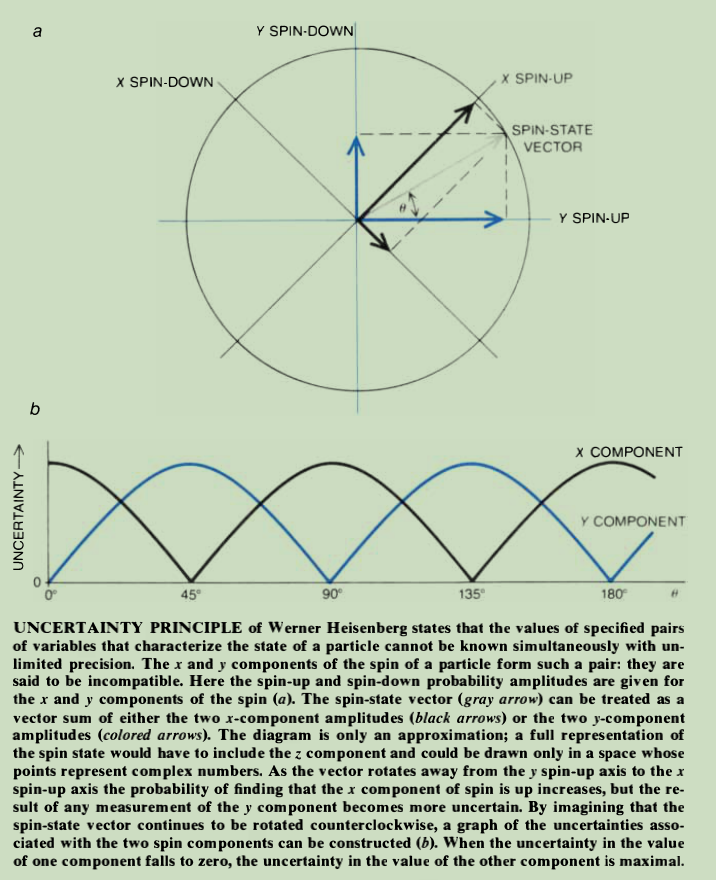 a
Y SPIN-DOWN
X SPIN-DOWN
X SPIN-UP
SPIN-STATE
VECTOR
θ
Y SPIN-UP
b
UNCERTAINTY
X COMPONENT
Y COMPONENT
0
0° 45° 90° 135° 180° θ
UNCERTAINTY PRINCIPLE of Werner Heisenberg states that the values of specified pairs
of variables that characterize the state of a particle cannot be known simultaneously with un-
limited precision. The x and y components of the spin of a particle form such a pair: they are
said to be incompatible. Here the spin-up and spin-down probability amplitudes are given for
the x and y components of the spin (a). The spin-state vector (gray arrow) can be treated as a
vector sum of either the two x-component amplitudes (black arrows) or the two y-component
amplitudes (colored arrows). The diagram is only an approximation; a full representation of
the spin state would have to include the z component and could be drawn only in a space whose
points represent complex numbers. As the vector rotates away from the y spin-up axis to the x
spin-up axis the probability of finding that the x component of spin is up increases, but the re-
sult of any measurement of the y component becomes more uncertain. By imagining that the
spin-state vector continues to be rotated counterclockwise, a graph of the uncertainties asso-
ciated with the two spin components can be constructed (b). When the uncertainty in the value
of one component falls to zero, the uncertainty in the value of the other component is maximal.